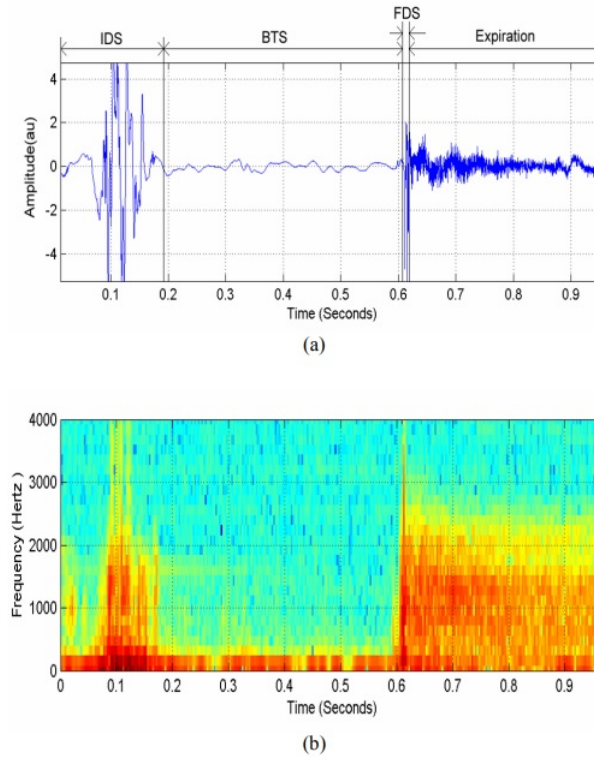 FDS
IDS BTS Expiration
4
2
0
-2
-4
Amplitude(au)
0.1 0.2 0.3 0.4 0.5 0.6 0.7 0.8 0.9
Time (Seconds)
(a)
4000
3000
2000
1000
0
Frequency (Hertz )
0 0.1 0.2 0.3 0.4 0.5 0.6 0.7 0.8 0.9
Time (Seconds)
(b)